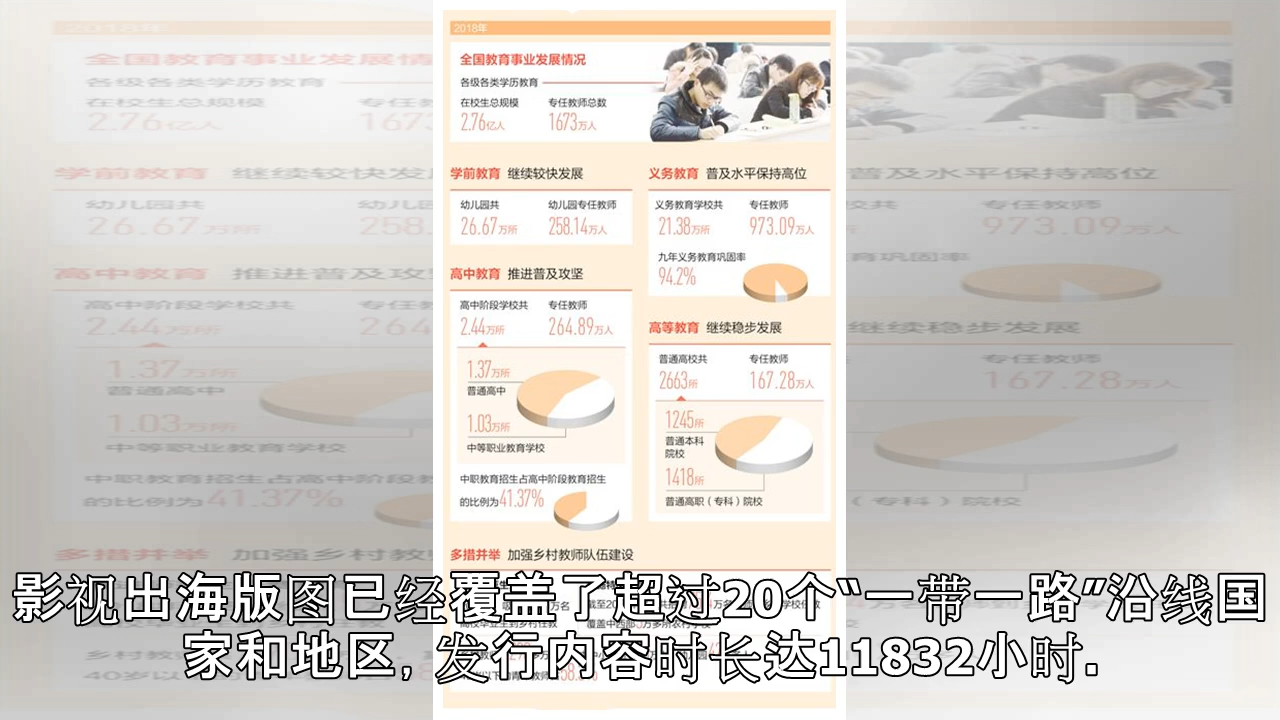 2018年
全国教育事业发展情况
各级各类学历教育
在校生总规模 专任教师总数
2.76亿人 1673万人
学前教育 继续较快发展
幼儿园共 幼儿园专任教师
26.67万所 258.14万人
高中教育 推进普及攻坚
高中阶段学校共 专任教师
2.44万所 264.89万人
1.37万所
普通高中
1.03万所
中等职业教育学校
中职教育招生占高中阶段教育招生
的比例为41.37%
义务教育 普及水平保持高位
义务教育学校共 专任教师
21.38万所 973.09万人
九年义务教育巩固率
94.2%
高等教育 继续稳步发展
普通高校共 专任教师
2663所 167.28万人
1245所
普通本科
院校
1418所
普通高职（专科）院校
多措并举 加强乡村教师队伍建设
影视出海版图已经覆盖了超过20个“一带一路”沿线国
家和地区, 发行内容时长达11832小时.